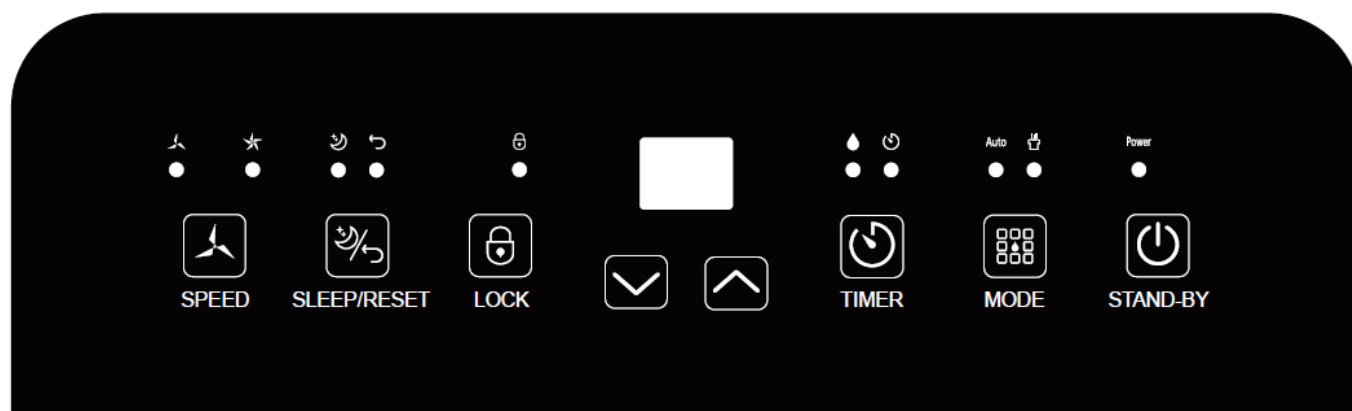 Auto
Power
SPEED
SLEEP/RESET
LOCK
TIMER
MODE
STAND-BY